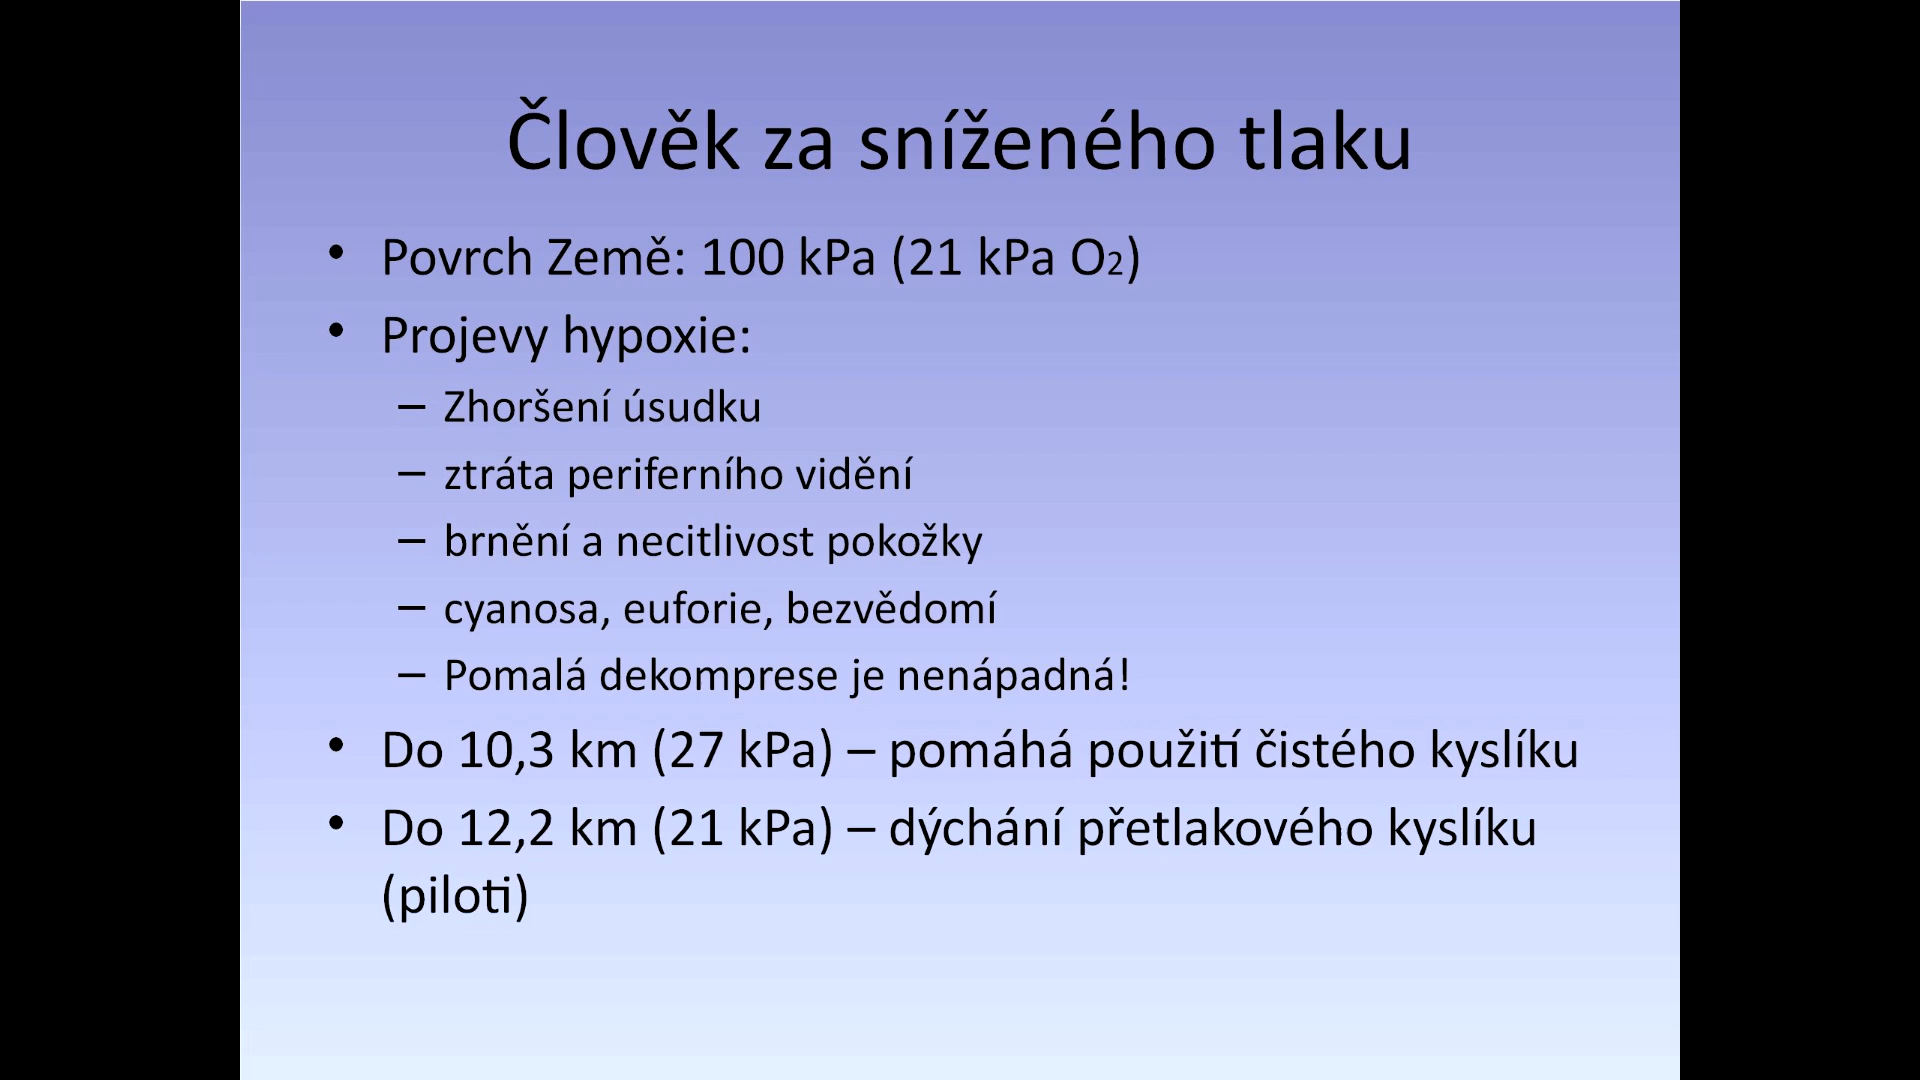 Člověk za sníženého tlaku
• Povrch Země: 100 kPa (21 kPa O₂)
• Projevy hypoxie:
– Zhoršení úsudku
– ztráta periferního vidění
– brnění a necitlivost pokožky
– cyanosa, euforie, bezvědomí
– Pomalá dekomprese je nenápadná!
• Do 10,3 km (27 kPa) – pomáhá použití čistého kyslíku
• Do 12,2 km (21 kPa) – dýchání přetlakového kyslíku
(piloti)